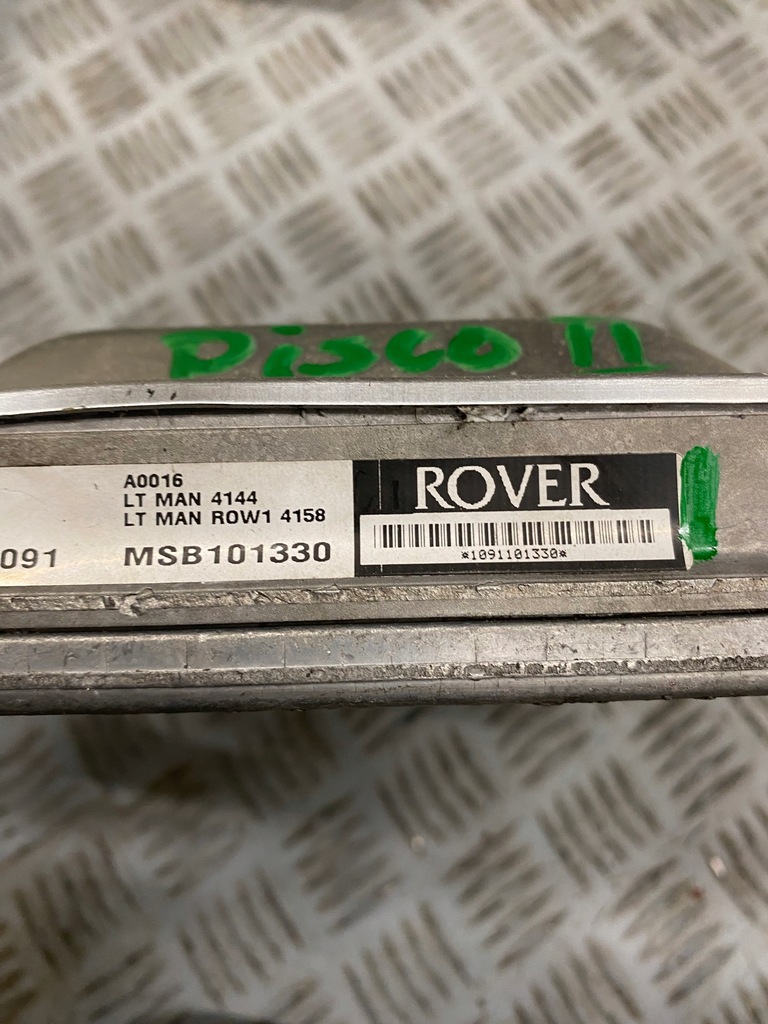 DISCO II
A0016
LT MAN 4144
LT MAN ROW1 4158
091 MSB101330
ROVER
*1091101330*